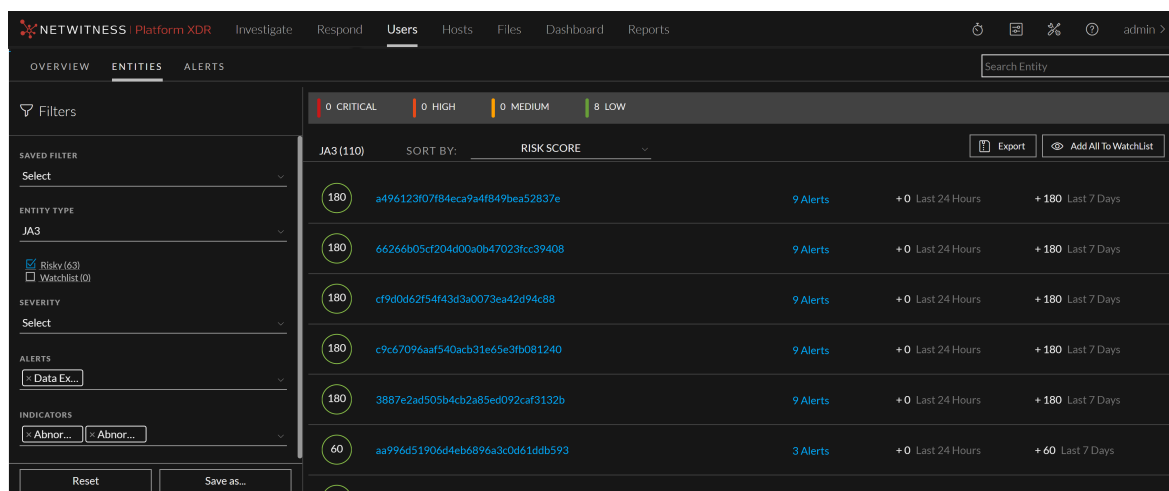 NETWITNESS Platform XDR Investigate Respond Users Hosts Files Dashboard Reports admin >
OVERVIEW ENTITIES ALERTS Search Entity
Filters
SAVED FILTER
Select
ENTITY TYPE
JA3
Risky (63)
Watchlist (0)
SEVERITY
Select
ALERTS
× Data Ex...
INDICATORS
× Abnor... × Abnor...
Reset Save as...
0 CRITICAL 0 HIGH 0 MEDIUM 8 LOW
JA3 (110) SORT BY: RISK SCORE Export Add All To WatchList
180 a496123f07f84eca9a4f849bea52837e 9 Alerts +0 Last 24 Hours +180 Last 7 Days
180 66266b05cf204d00a0b47023fcc39408 9 Alerts +0 Last 24 Hours +180 Last 7 Days
180 cf9d0d62f54f43d3a0073ea42d94c88 9 Alerts +0 Last 24 Hours +180 Last 7 Days
180 c9c67096aaf540acb31e65e3fb081240 9 Alerts +0 Last 24 Hours +180 Last 7 Days
180 3887e2ad505b4cb2a85ed092caf3132b 9 Alerts +0 Last 24 Hours +180 Last 7 Days
60 aa996d51906d4eb6896a3c0d61ddb593 3 Alerts +0 Last 24 Hours +60 Last 7 Days